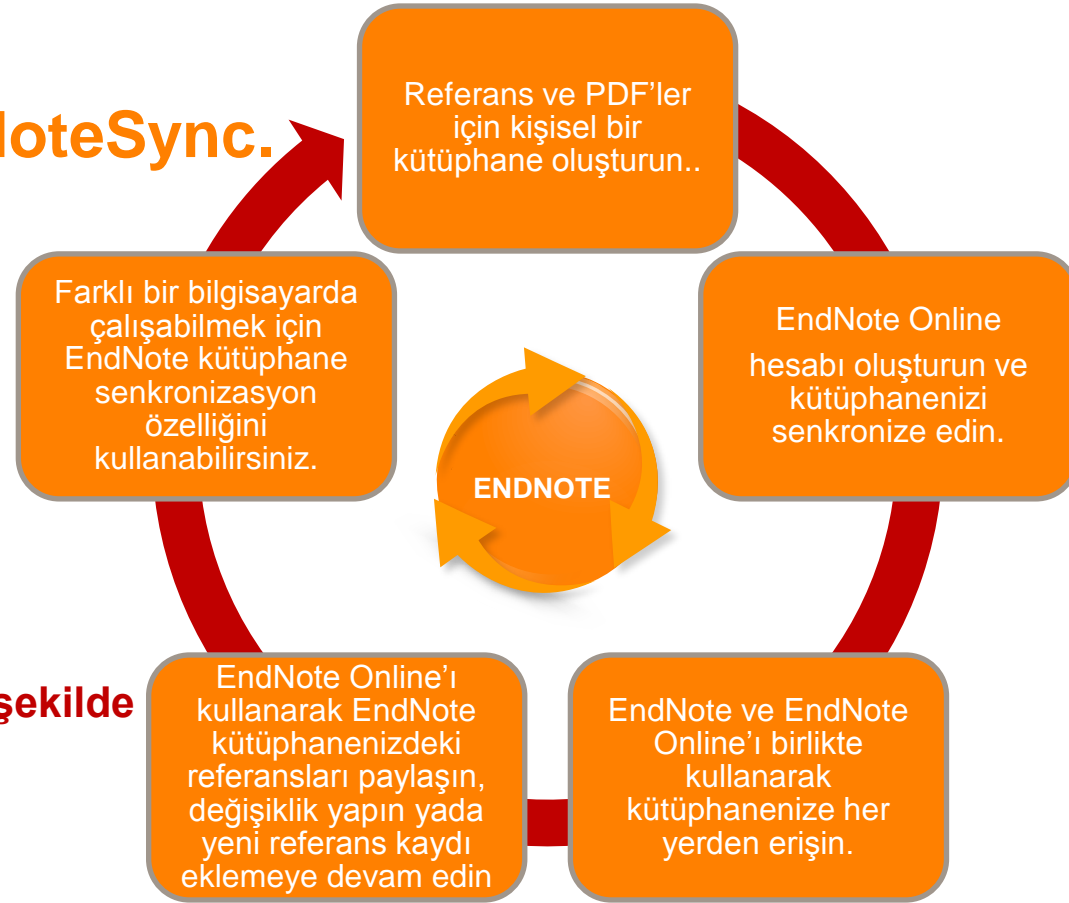 Referans ve PDF’ler
için kişisel bir
kütüphane oluşturun..
NoteSync.
Farklı bir bilgisayarda
çalışabilmek için
EndNote kütüphane
senkronizasyon
özelliğini
kullanabilirsiniz.
EndNote Online
hesabı oluşturun ve
kütüphanenizi
senkronize edin.
ENDNOTE
şekilde
EndNote Online’ı
kullanarak EndNote
kütüphanenizdeki
referansları paylaşın,
değişiklik yapın yada
yeni referans kaydı
eklemeye devam edin
EndNote ve EndNote
Online’ı birlikte
kullanarak
kütüphanenize her
yerden erişin.